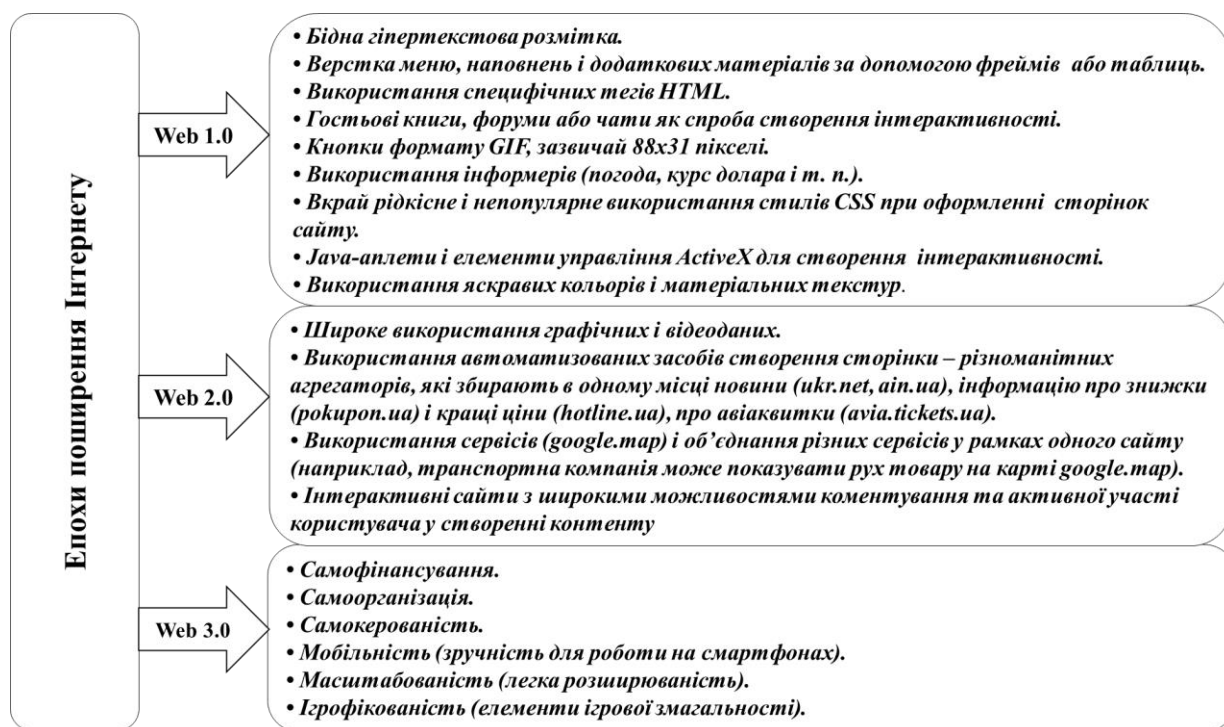 Епохи поширення Інтернету
Web 1.0
• Бідна гіпертекстова розмітка.
• Верстка меню, наповнень і додаткових матеріалів за допомогою фреймів або таблиць.
• Використання специфічних тегів HTML.
• Гостьові книги, форуми або чати як спроба створення інтерактивності.
• Кнопки формату GIF, зазвичай 88x31 пікселі.
• Використання інформерів (погода, курс долара і т. п.).
• Вкрай рідкісне і непопулярне використання стилів CSS при оформленні сторінок
сайту.
• Java-аплети і елементи управління ActiveX для створення інтерактивності.
• Використання яскравих кольорів і матеріальних текстур.
Web 2.0
• Широке використання графічних і відеоданих.
• Використання автоматизованих засобів створення сторінки – різноманітних
агрегаторів, які збирають в одному місці новини (ukr.net, ain.ua), інформацію про знижки
(pokupon.ua) і кращі ціни (hotline.ua), про авіаквитки (avia.tickets.ua).
• Використання сервісів (google.map) і об’єднання різних сервісів у рамках одного сайту
(наприклад, транспортна компанія може показувати рух товару на карті google.map).
• Інтерактивні сайти з широкими можливостями коментування та активної участі
користувача у створенні контенту
Web 3.0
• Самофінансування.
• Самоорганізація.
• Самокерованість.
• Мобільність (зручність для роботи на смартфонах).
• Масштабованість (легка розширюваність).
• Ігрофікованість (елементи ігрової змагальності).